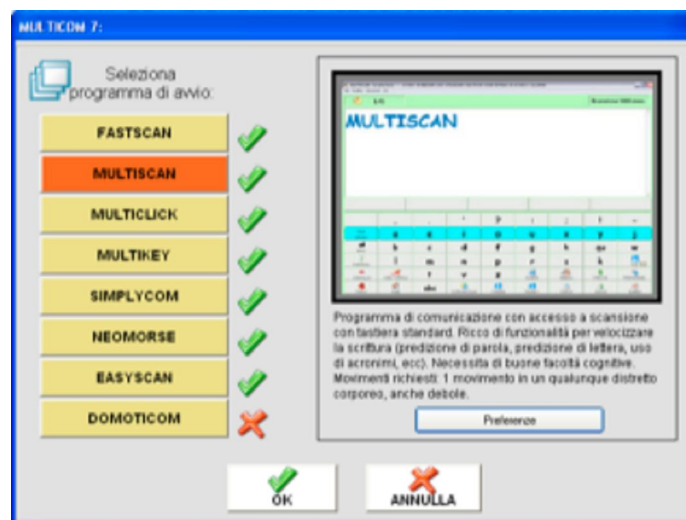 MULTICOM 7:
Seleziona
programma di avvio:
FASTSCAN
MULTISCAN
MULTICLICK
MULTIKEY
SIMPLYCOM
NEOMORSE
EASYSCAN
DOMOTICOM
MULTISCAN
Programma di comunicazione con accesso a scansione
con tastiera standard. Ricco di funzionalità per velocizzare
la scrittura (predizione di parola, predizione di lettera, uso
di acronimi, ecc). Necessita di buone facoltà cognitive.
Movimenti richiesti: 1 movimento in un qualunque distretto
corporeo, anche debole.
Preferenze
OK
ANNULLA